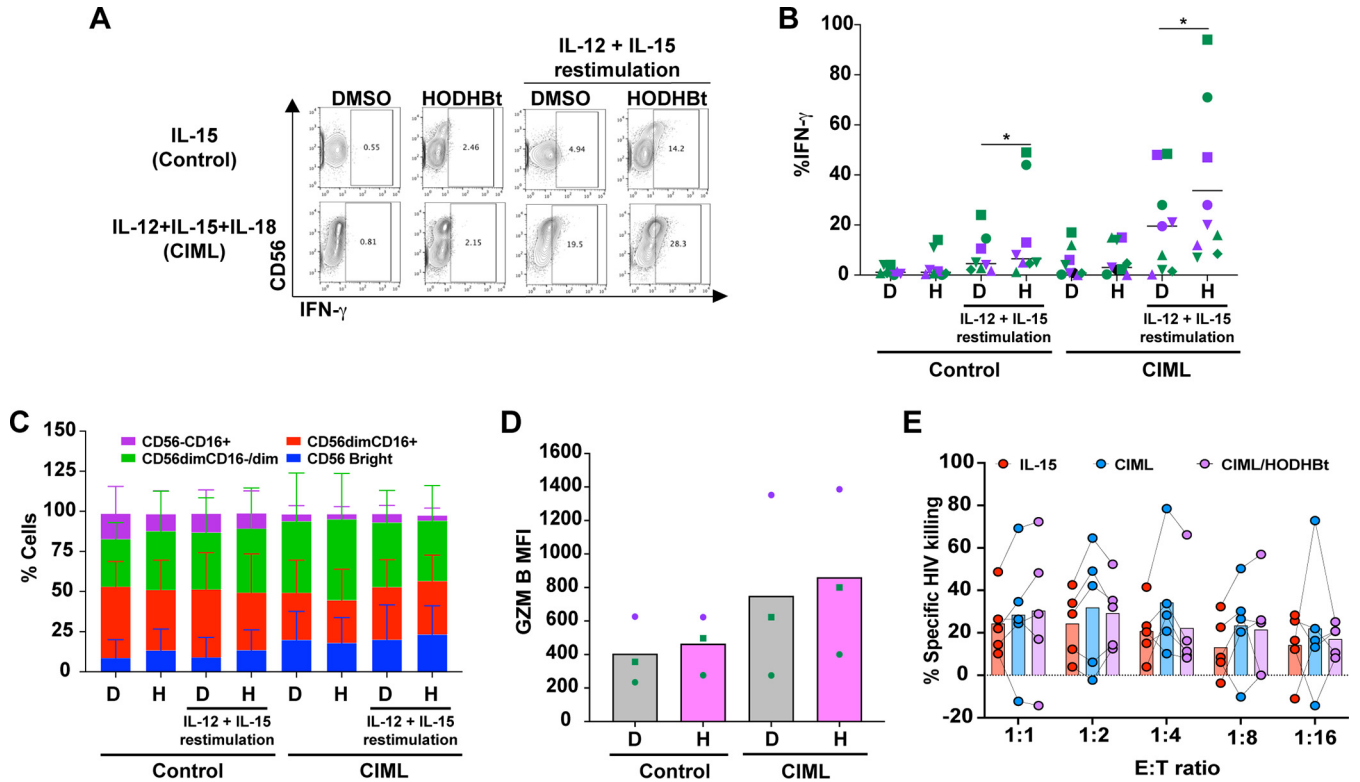 A
IL-12 + IL-15
restimulation
DMSO HODHBt DMSO HODHBt
IL-15
(Control)
0.55 2.46 4.94 14.2
IL-12+IL-15+IL-18
(CIML)
0.81 2.15 19.5 28.3
CD56
IFN-γ
B
%IFN-γ
100
80
60
40
20
0
* *
D H D H D H D H
IL-12 + IL-15 IL-12 + IL-15
restimulation restimulation
Control CIML
C
CD56-CD16+ CD56dimCD16+
CD56dimCD16-/dim CD56 Bright
% Cells
150
125
100
75
50
25
0
D H D H D H D H
IL-12 + IL-15 IL-12 + IL-15
restimulation restimulation
Control CIML
D
GZM B MFI
1600
1400
1200
1000
800
600
400
200
0
D H D H
Control CIML
E
IL-15 CIML CIML/HODHBt
% Specific HIV killing
100
80
60
40
20
0
-20
1:1 1:2 1:4 1:8 1:16
E:T ratio